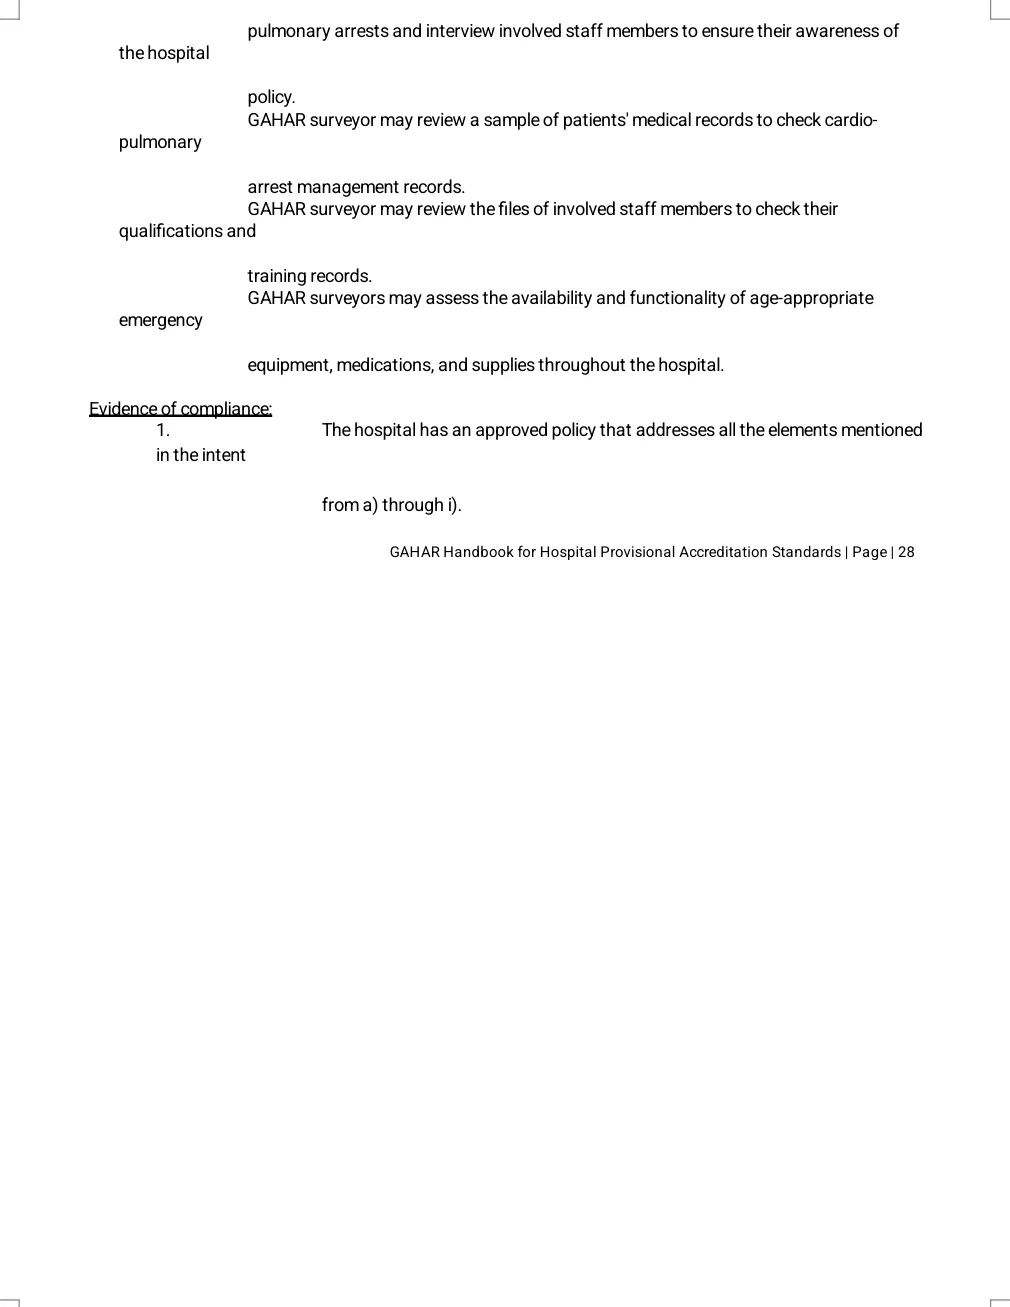 pulmonary arrests and interview involved staff members to ensure their awareness of
the hospital
policy.
GAHAR surveyor may review a sample of patients' medical records to check cardio-
pulmonary
arrest management records.
GAHAR surveyor may review the files of involved staff members to check their
qualifications and
training records.
GAHAR surveyors may assess the availability and functionality of age-appropriate
emergency
equipment, medications, and supplies throughout the hospital.
Evidence of compliance:
1. The hospital has an approved policy that addresses all the elements mentioned
in the intent
from a) through i).
GAHAR Handbook for Hospital Provisional Accreditation Standards | Page | 28